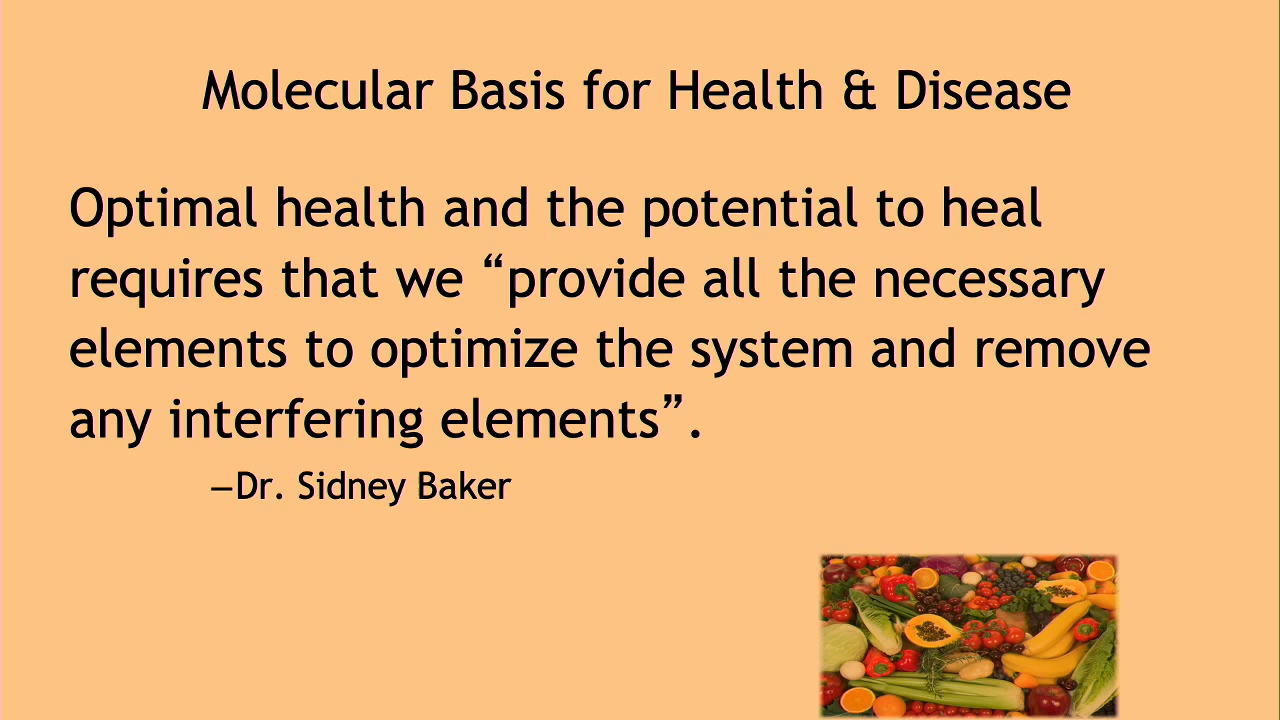 Molecular Basis for Health & Disease
Optimal health and the potential to heal
requires that we “provide all the necessary
elements to optimize the system and remove
any interfering elements”.
–Dr. Sidney Baker